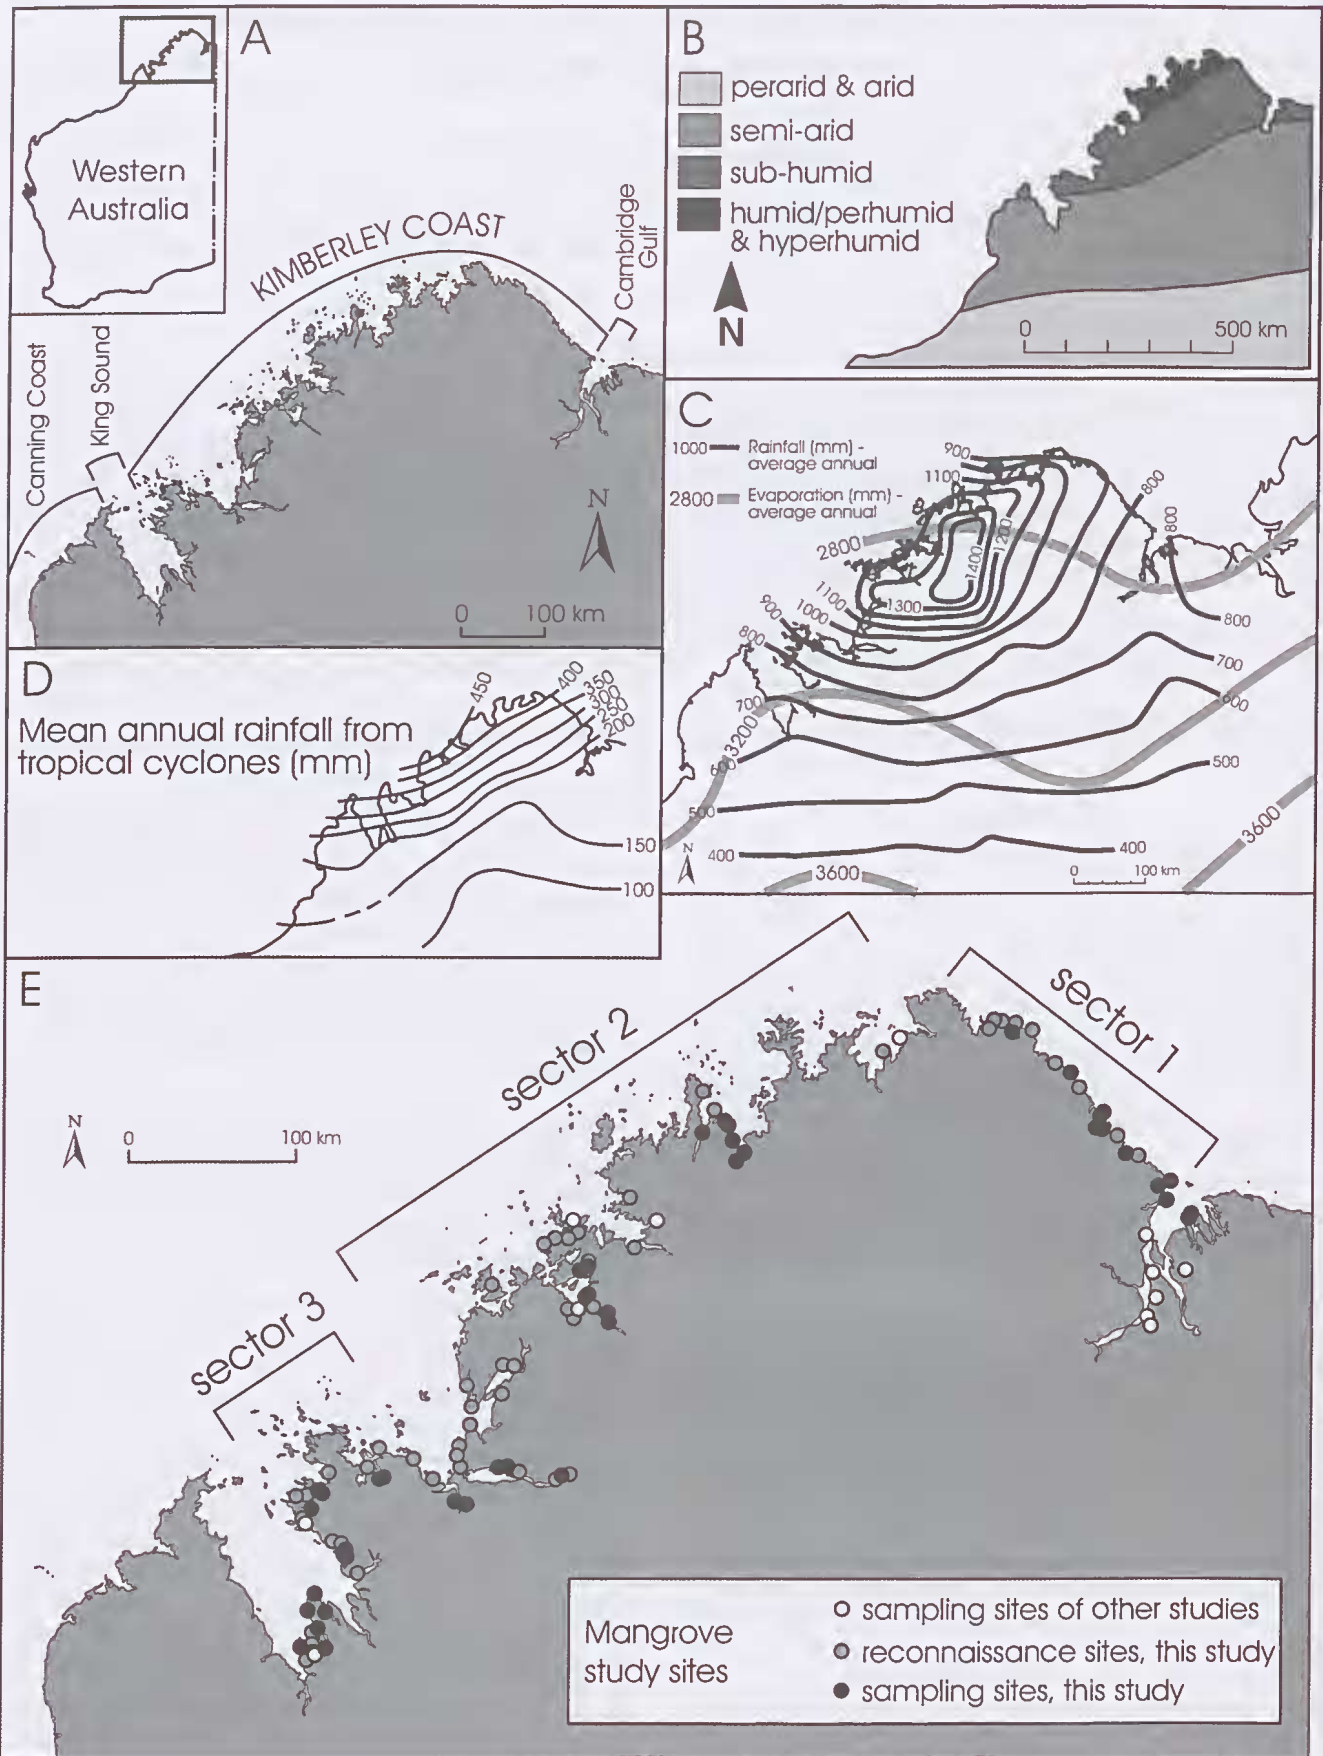 A
Western
Australia
KIMBERLEY COAST
Cambridge
Gulf
Canning Coast
King Sound
N
0 100 km
B
perarid & arid
semi-arid
sub-humid
humid/perhumid
& hyperhumid
N
0 500 km
C
1000 Rainfall (mm) -
average annual
2800 Evaporation (mm) -
average annual
900
1100
800
800
2800
1200
1400
1300
1100
1000
900
800
800
700
700
600
3200
600
500
500
400
400
3600
3600
N
0 100 km
D
Mean annual rainfall from
tropical cyclones (mm)
450
400
350
300
250
200
150
100
E
sector 1
sector 2
sector 3
N
0 100 km
Mangrove
study sites
sampling sites of other studies
reconnaissance sites, this study
sampling sites, this study